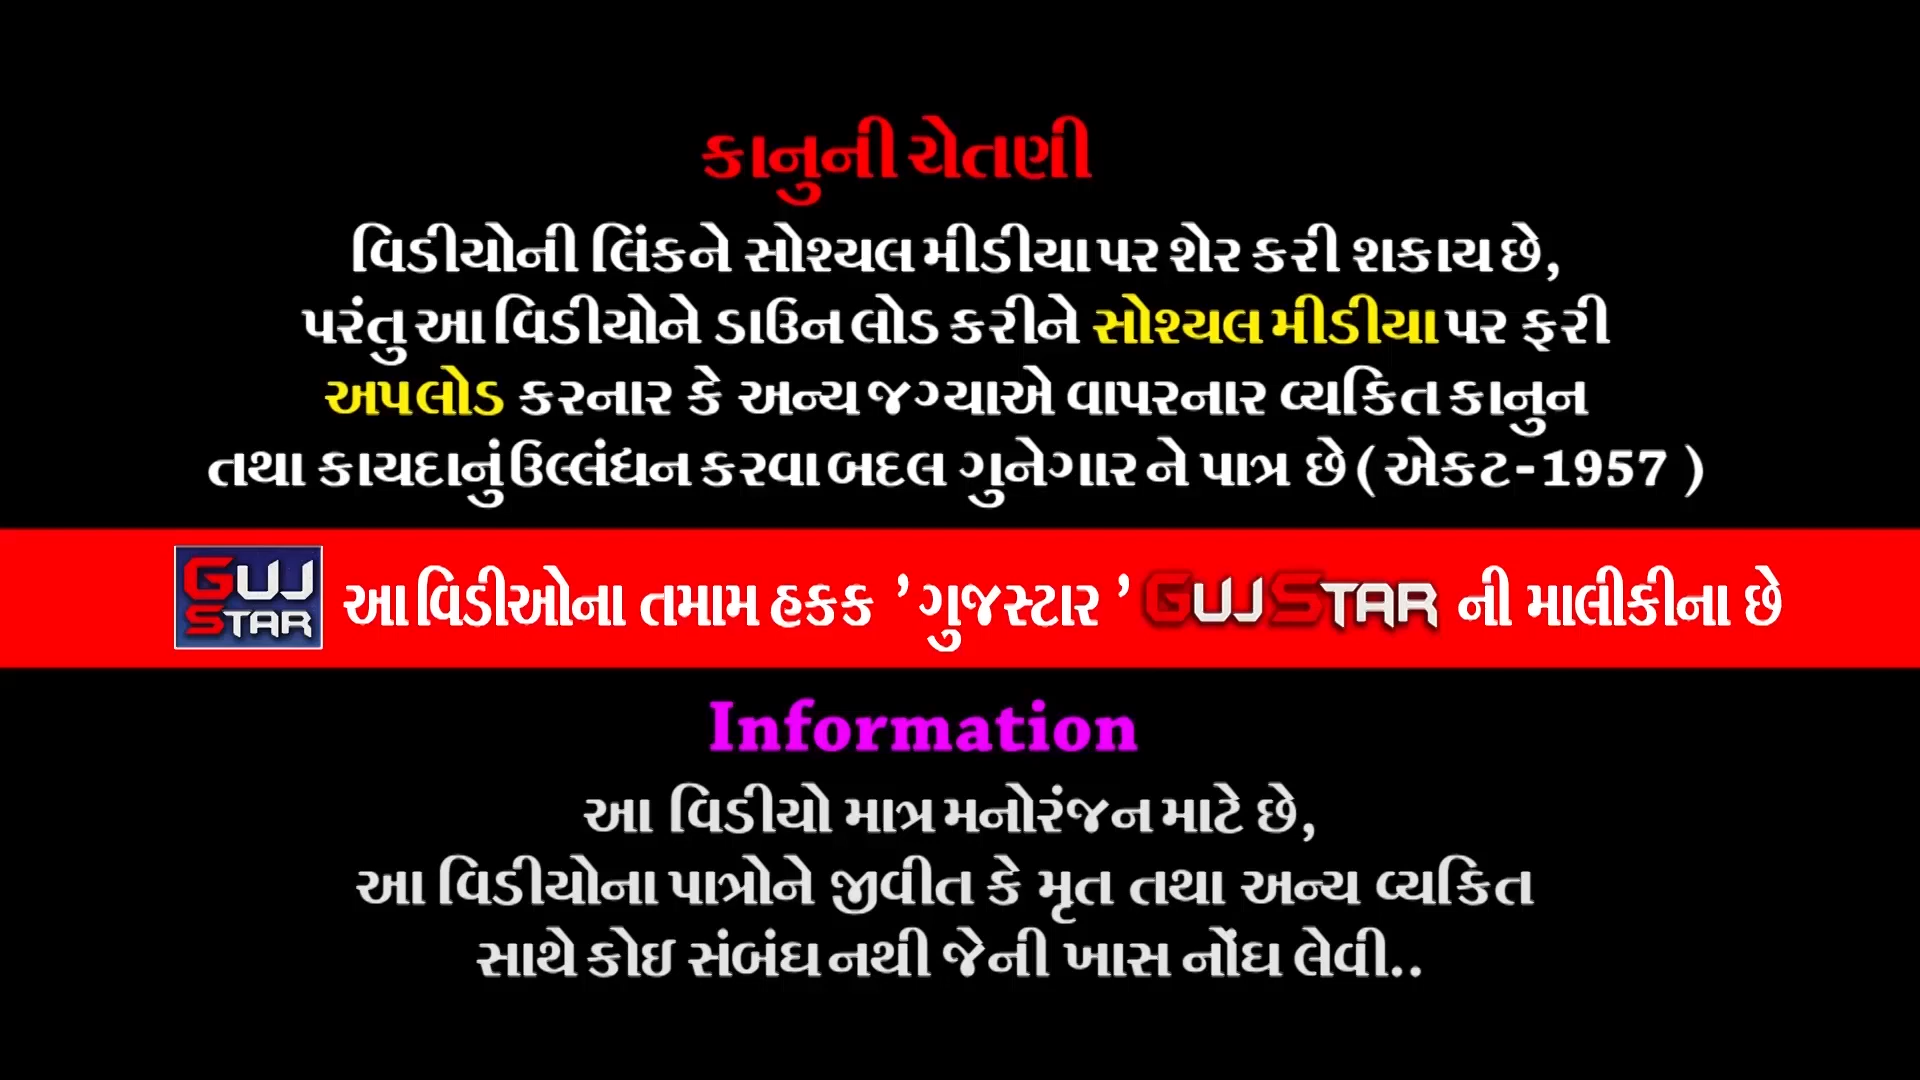 કાનુની ચેતણી
વિડીયોની લિંકને સોશ્યલ મીડીયા પર શેર કરી શકાય છે,
પરંતુ આ વિડીયોને ડાઉનલોડ કરીને સોશ્યલ મીડીયા પર ફરી
અપલોડ કરનાર કે અન્ય જગ્યાએ વાપરનાર વ્યકિત કાનુન
તથા કાયદાનું ઉલ્લંઘન કરવા બદલ ગુનેગાર ને પાત્ર છે ( એકટ-1957 )
GUJ STAR આ વિડીઓના તમામ હકક ’ ગુજસ્ટાર ’ GUJSTAR ની માલીકીના છે
Information
આ વિડીયો માત્ર મનોરંજન માટે છે,
આ વિડીયોના પાત્રોને જીવીત કે મૃત તથા અન્ય વ્યકિત
સાથે કોઇ સંબંઘ નથી જેની ખાસ નોંઘ લેવી..